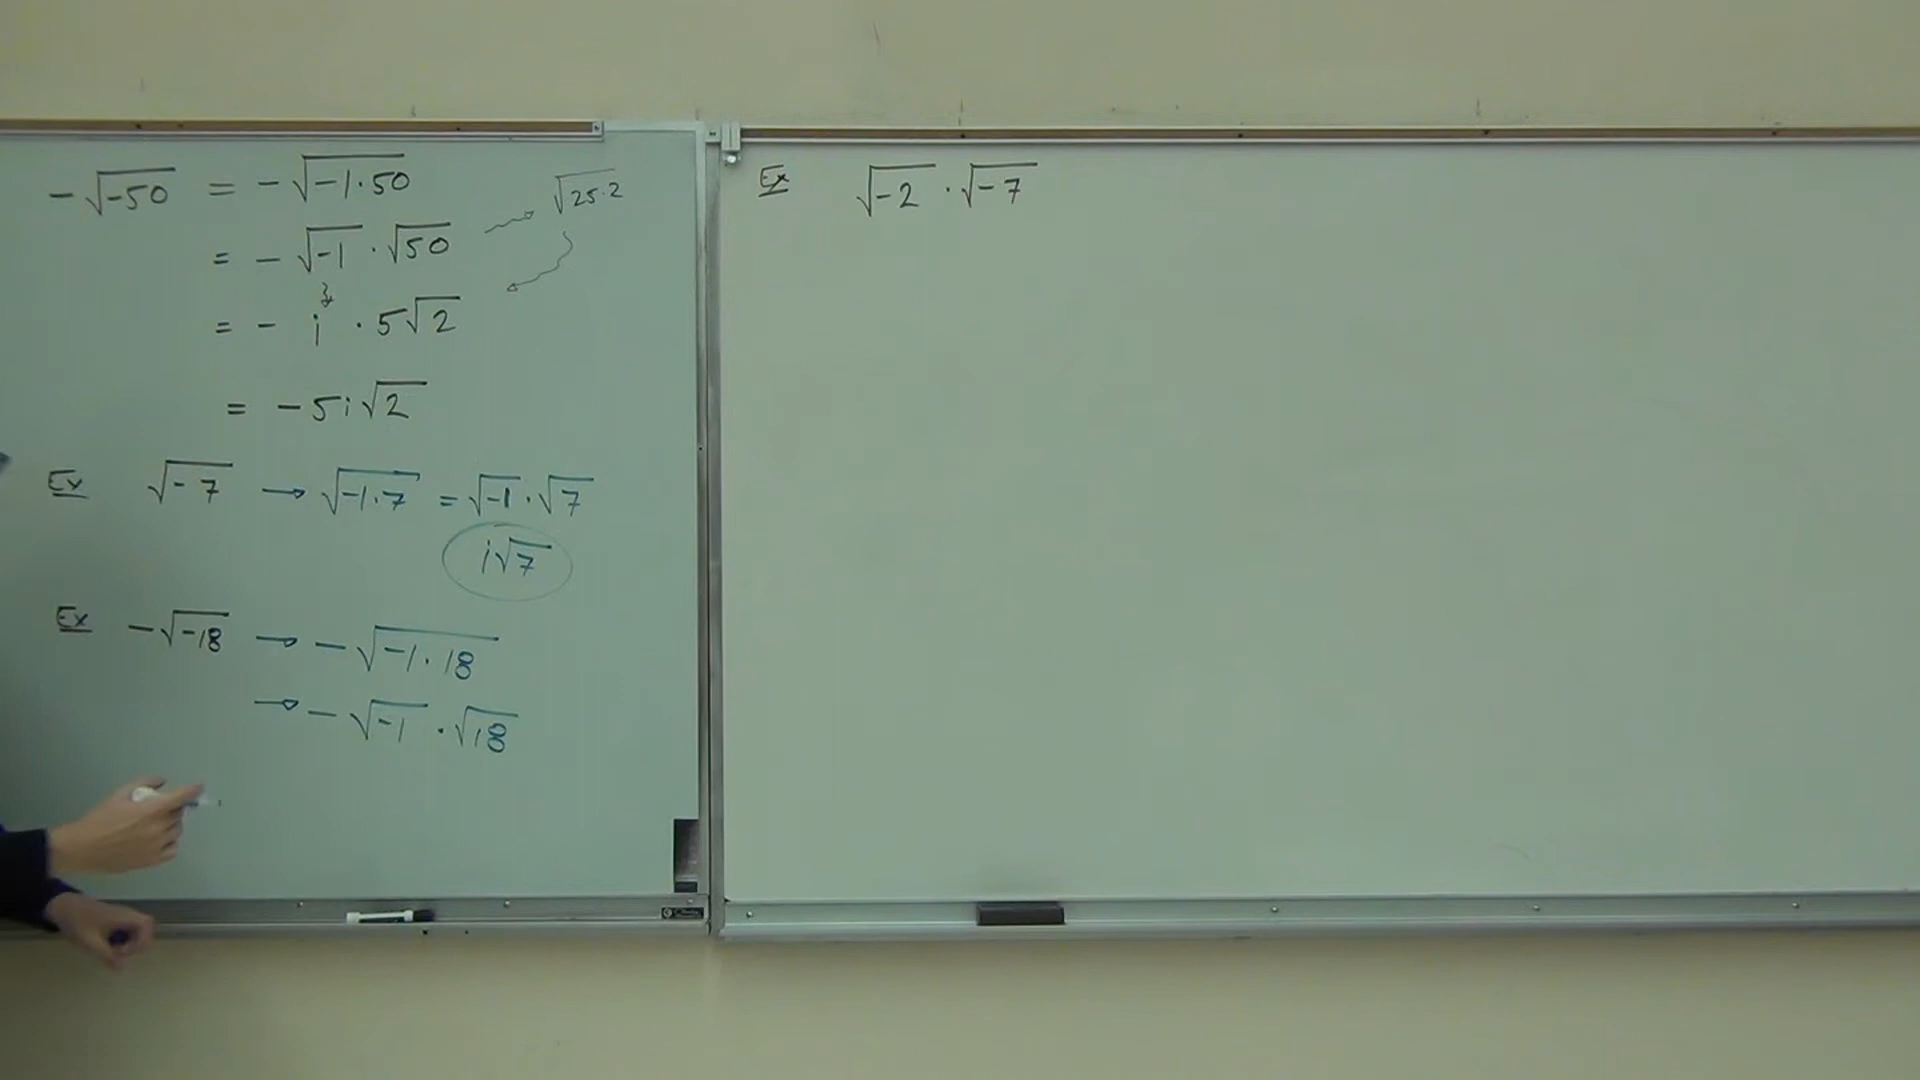 -√-50 = -√-1·50
√25·2
= -√-1 · √50
= - i · 5√2
= -5i√2
Ex √-7 → √-1·7 = √-1 · √7
i√7
Ex -√-18 → -√-1·18
→ -√-1 · √18
Ex √-2 · √-7